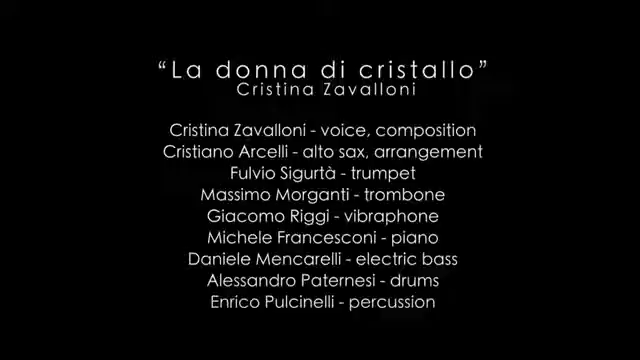 “La donna di cristallo”
Cristina Zavalloni
Cristina Zavalloni - voice, composition
Cristiano Arcelli - alto sax, arrangement
Fulvio Sigurtà - trumpet
Massimo Morganti - trombone
Giacomo Riggi - vibraphone
Michele Francesconi - piano
Daniele Mencarelli - electric bass
Alessandro Paternesi - drums
Enrico Pulcinelli - percussion